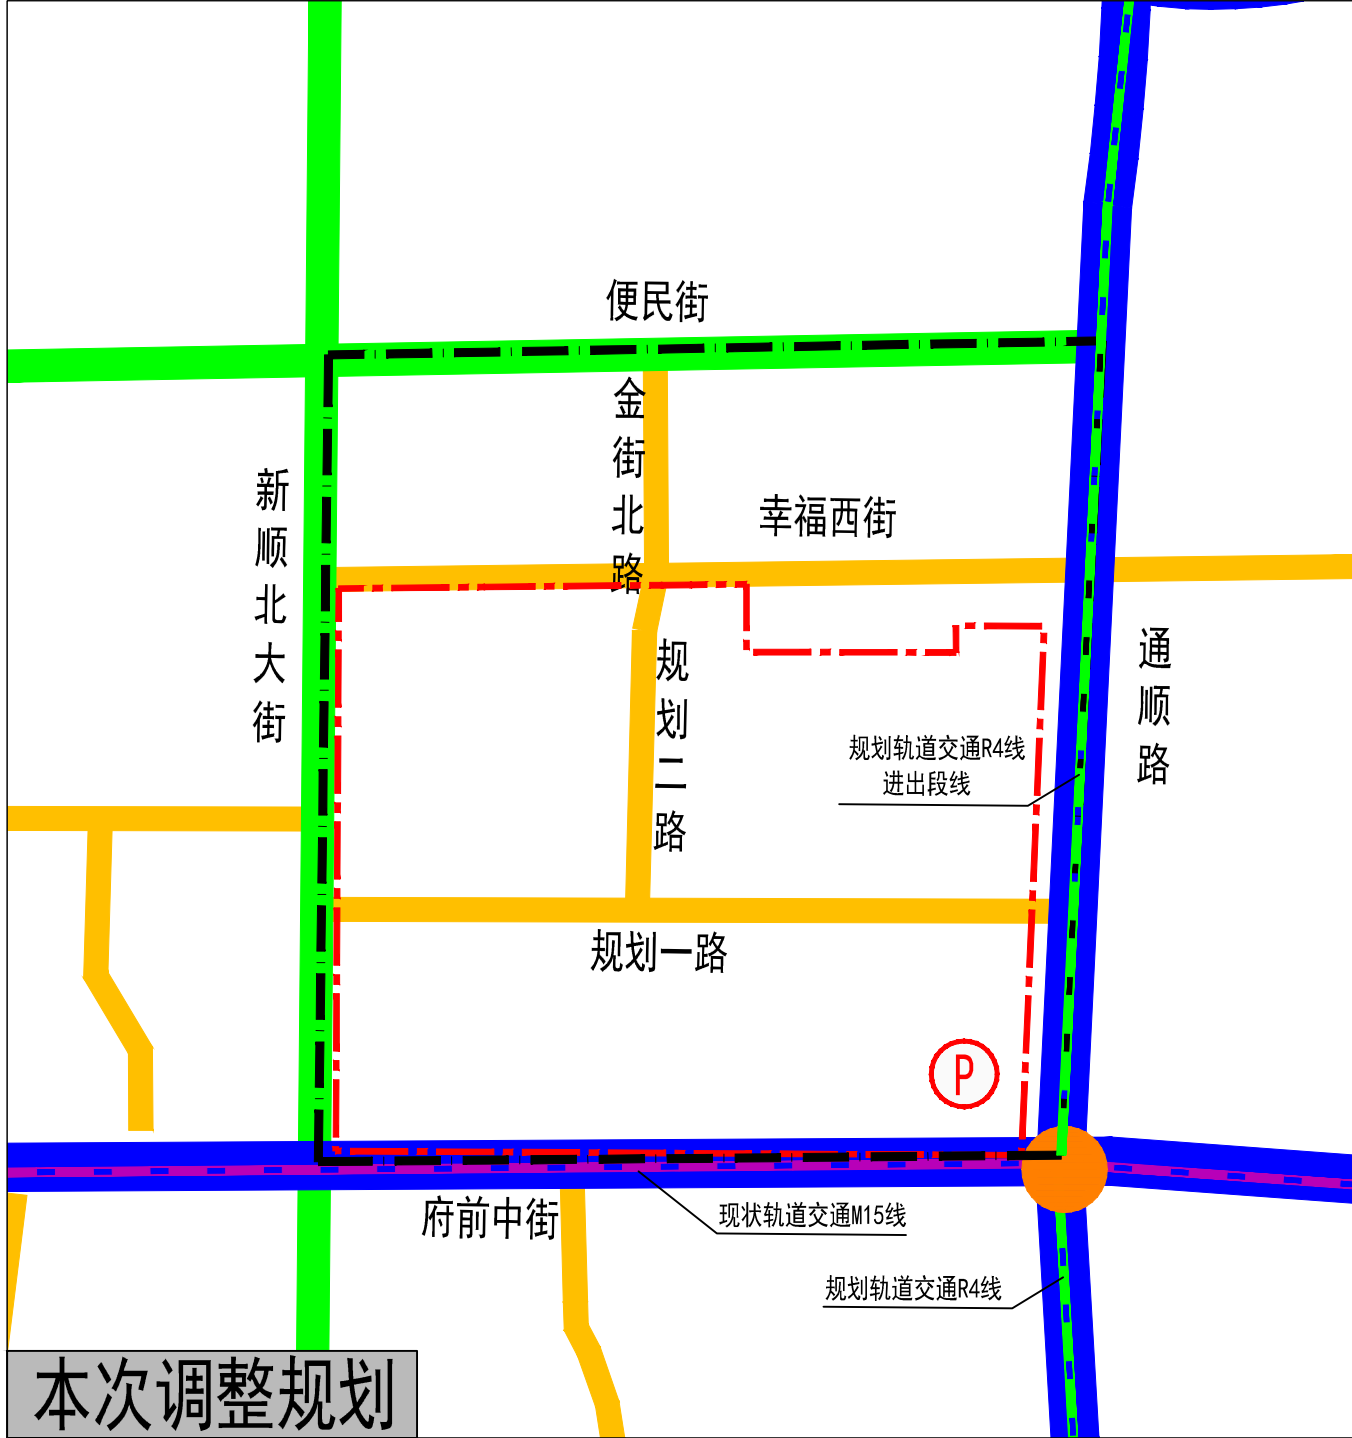 便民街
金街北路
新顺北大街
幸福西街
通顺路
规划二路
规划轨道交通R4线
进出段线
规划一路
P
府前中街
现状轨道交通M15线
规划轨道交通R4线
本次调整规划